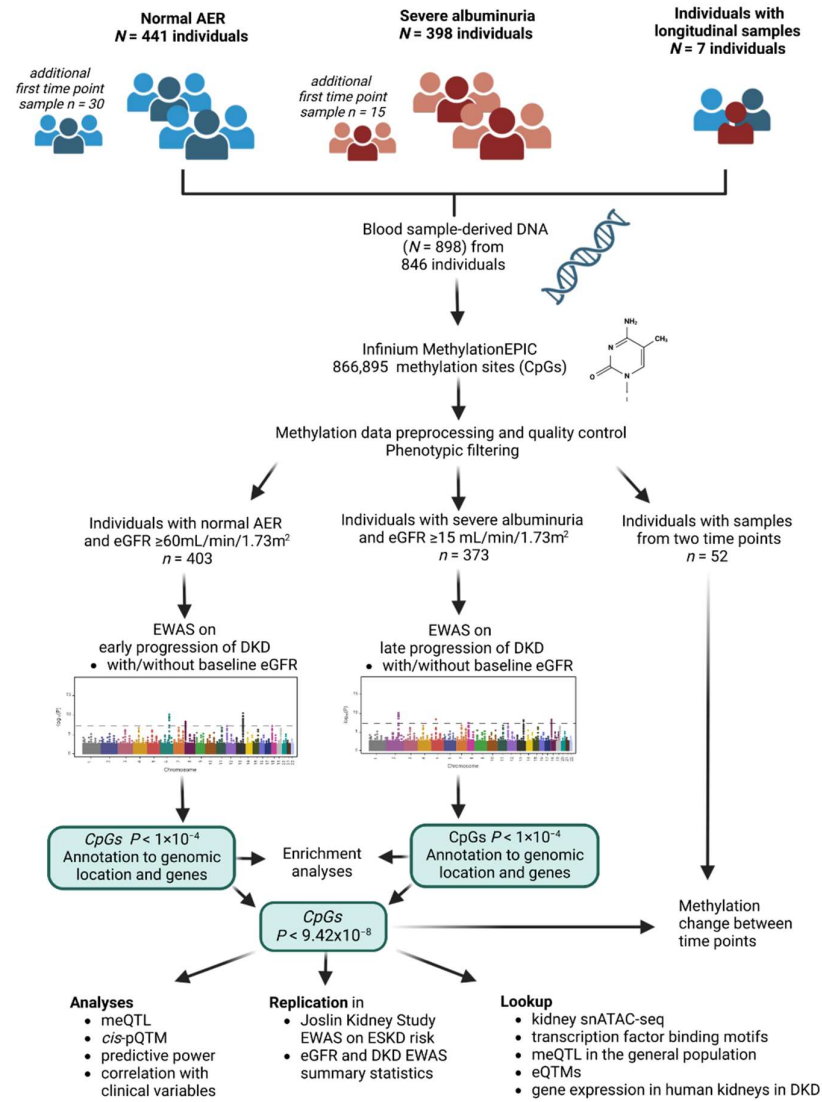 Normal AER
N = 441 individuals
Severe albuminuria
N = 398 individuals
Individuals with
longitudinal samples
N = 7 individuals
additional
first time point
sample n = 30
additional
first time point
sample n = 15
Blood sample-derived DNA
(N = 898) from
846 individuals
Infinium MethylationEPIC
866,895 methylation sites (CpGs)
NH₂
CH₃
N
O
N
Methylation data preprocessing and quality control
Phenotypic filtering
Individuals with normal AER
and eGFR ≥60mL/min/1.73m²
n = 403
Individuals with severe albuminuria
and eGFR ≥15 mL/min/1.73m²
n = 373
Individuals with samples
from two time points
n = 52
EWAS on
early progression of DKD
• with/without baseline eGFR
EWAS on
late progression of DKD
• with/without baseline eGFR
Chromosome
Chromosome
CpGs P < 1×10⁻⁴
Annotation to genomic
location and genes
Enrichment
analyses
CpGs P < 1×10⁻⁴
Annotation to genomic
location and genes
CpGs
P < 9.42x10⁻⁸
Methylation
change between
time points
Analyses
• meQTL
• cis-pQTM
• predictive power
• correlation with
clinical variables
Replication in
• Joslin Kidney Study
EWAS on ESKD risk
• eGFR and DKD EWAS
summary statistics
Lookup
• kidney snATAC-seq
• transcription factor binding motifs
• meQTL in the general population
• eQTMs
• gene expression in human kidneys in DKD